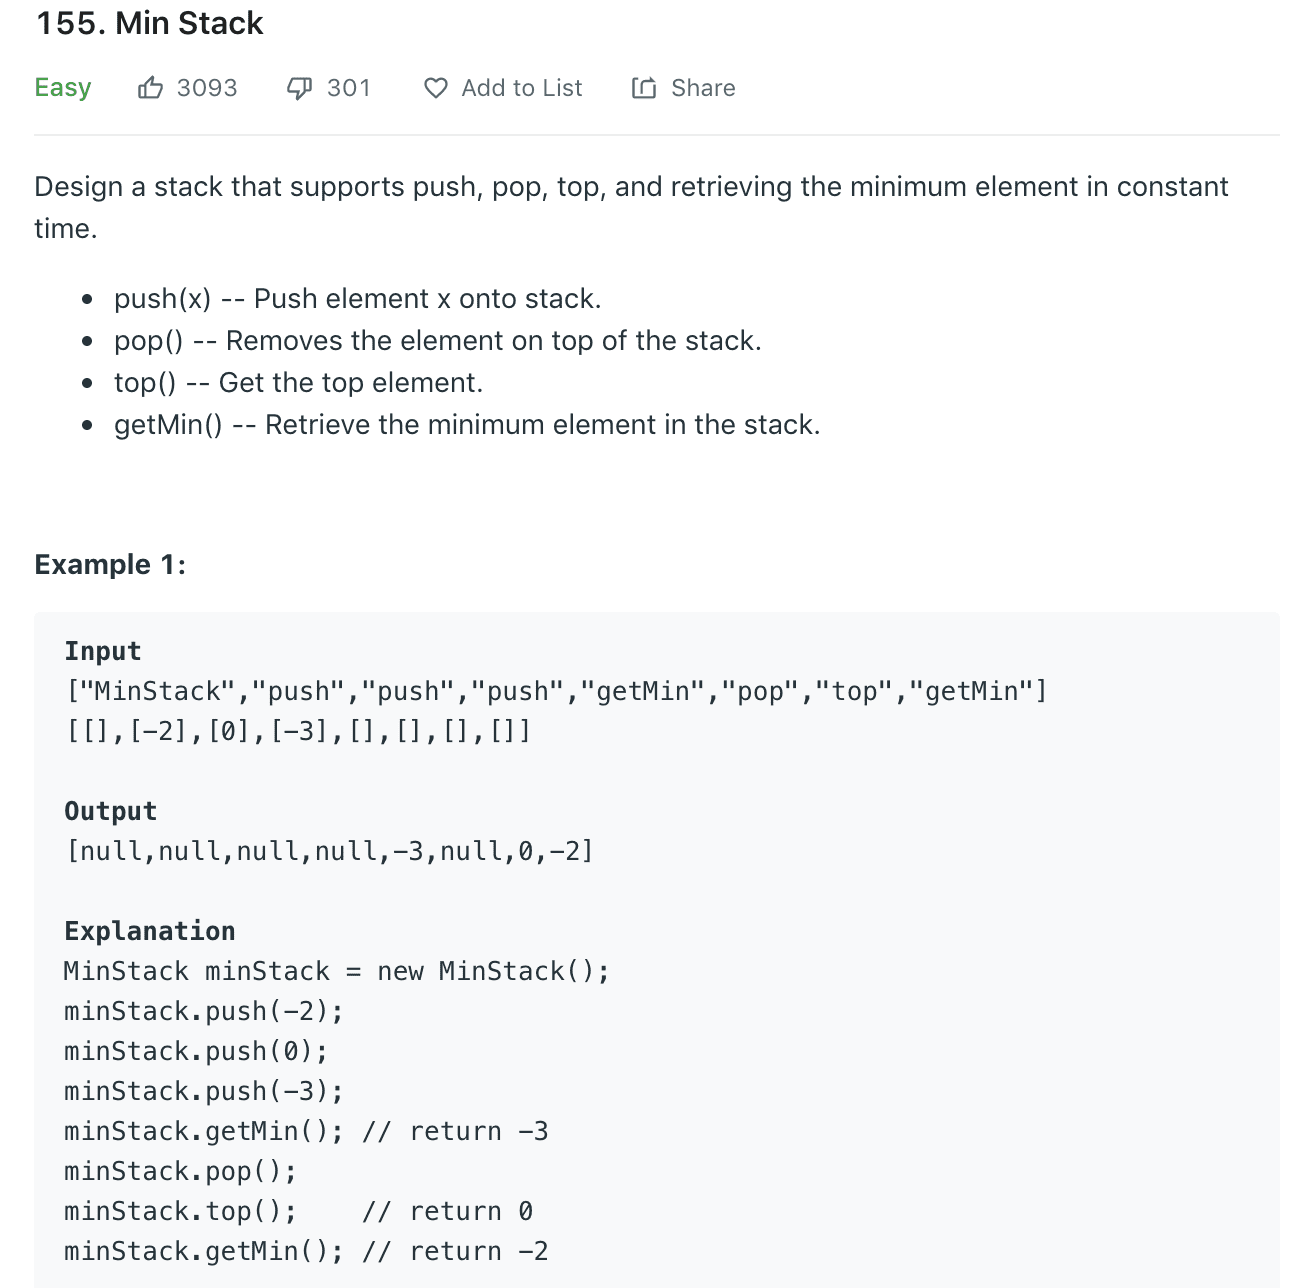 155. Min Stack
Easy 3093 301 Add to List Share
Design a stack that supports push, pop, top, and retrieving the minimum element in constant
time.
• push(x) -- Push element x onto stack.
• pop() -- Removes the element on top of the stack.
• top() -- Get the top element.
• getMin() -- Retrieve the minimum element in the stack.
Example 1:
Input
["MinStack","push","push","push","getMin","pop","top","getMin"]
[[],[-2],[0],[-3],[],[],[],[]]
Output
[null,null,null,null,-3,null,0,-2]
Explanation
MinStack minStack = new MinStack();
minStack.push(-2);
minStack.push(0);
minStack.push(-3);
minStack.getMin(); // return -3
minStack.pop();
minStack.top();    // return 0
minStack.getMin(); // return -2